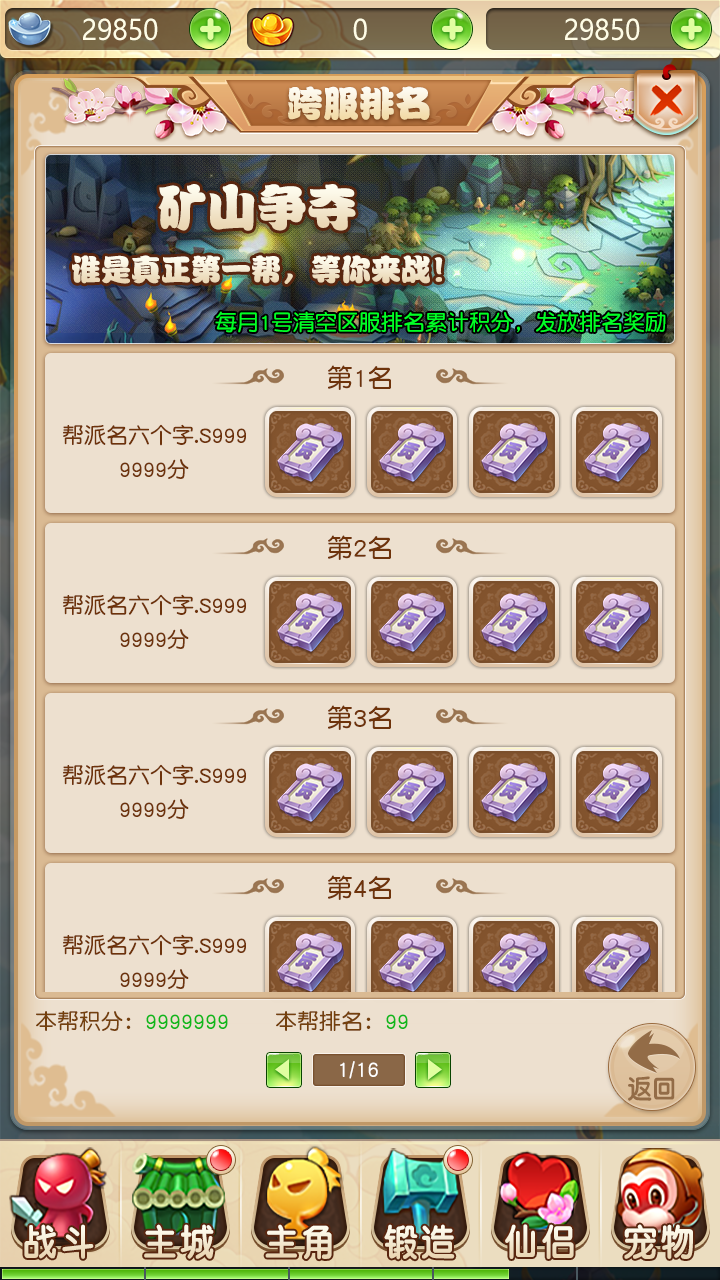 29850 0 29850
跨服排名
矿山争夺
谁是真正第一帮，等你来战！
每月1号清空区服排名累计积分，发放排名奖励
第1名
帮派名六个字.S999
9999分
第2名
帮派名六个字.S999
9999分
第3名
帮派名六个字.S999
9999分
第4名
帮派名六个字.S999
9999分
本帮积分：9999999 本帮排名：99
1/16
返回
战斗 主城 主角 锻造 仙侣 宠物